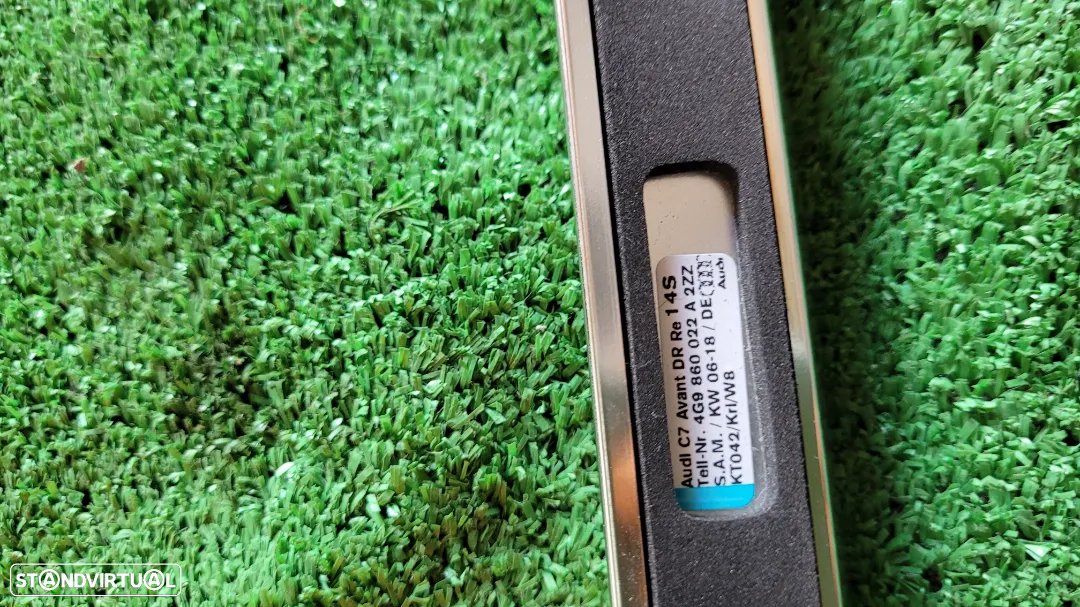 Audi C7 Avant DR Re 14S
Teil-Nr. 4G9 860 022 A 2ZZ
S.A.M. / KW 06-18 / DE
Audi
KT042/Krl/W8
STANDVIRTUAL